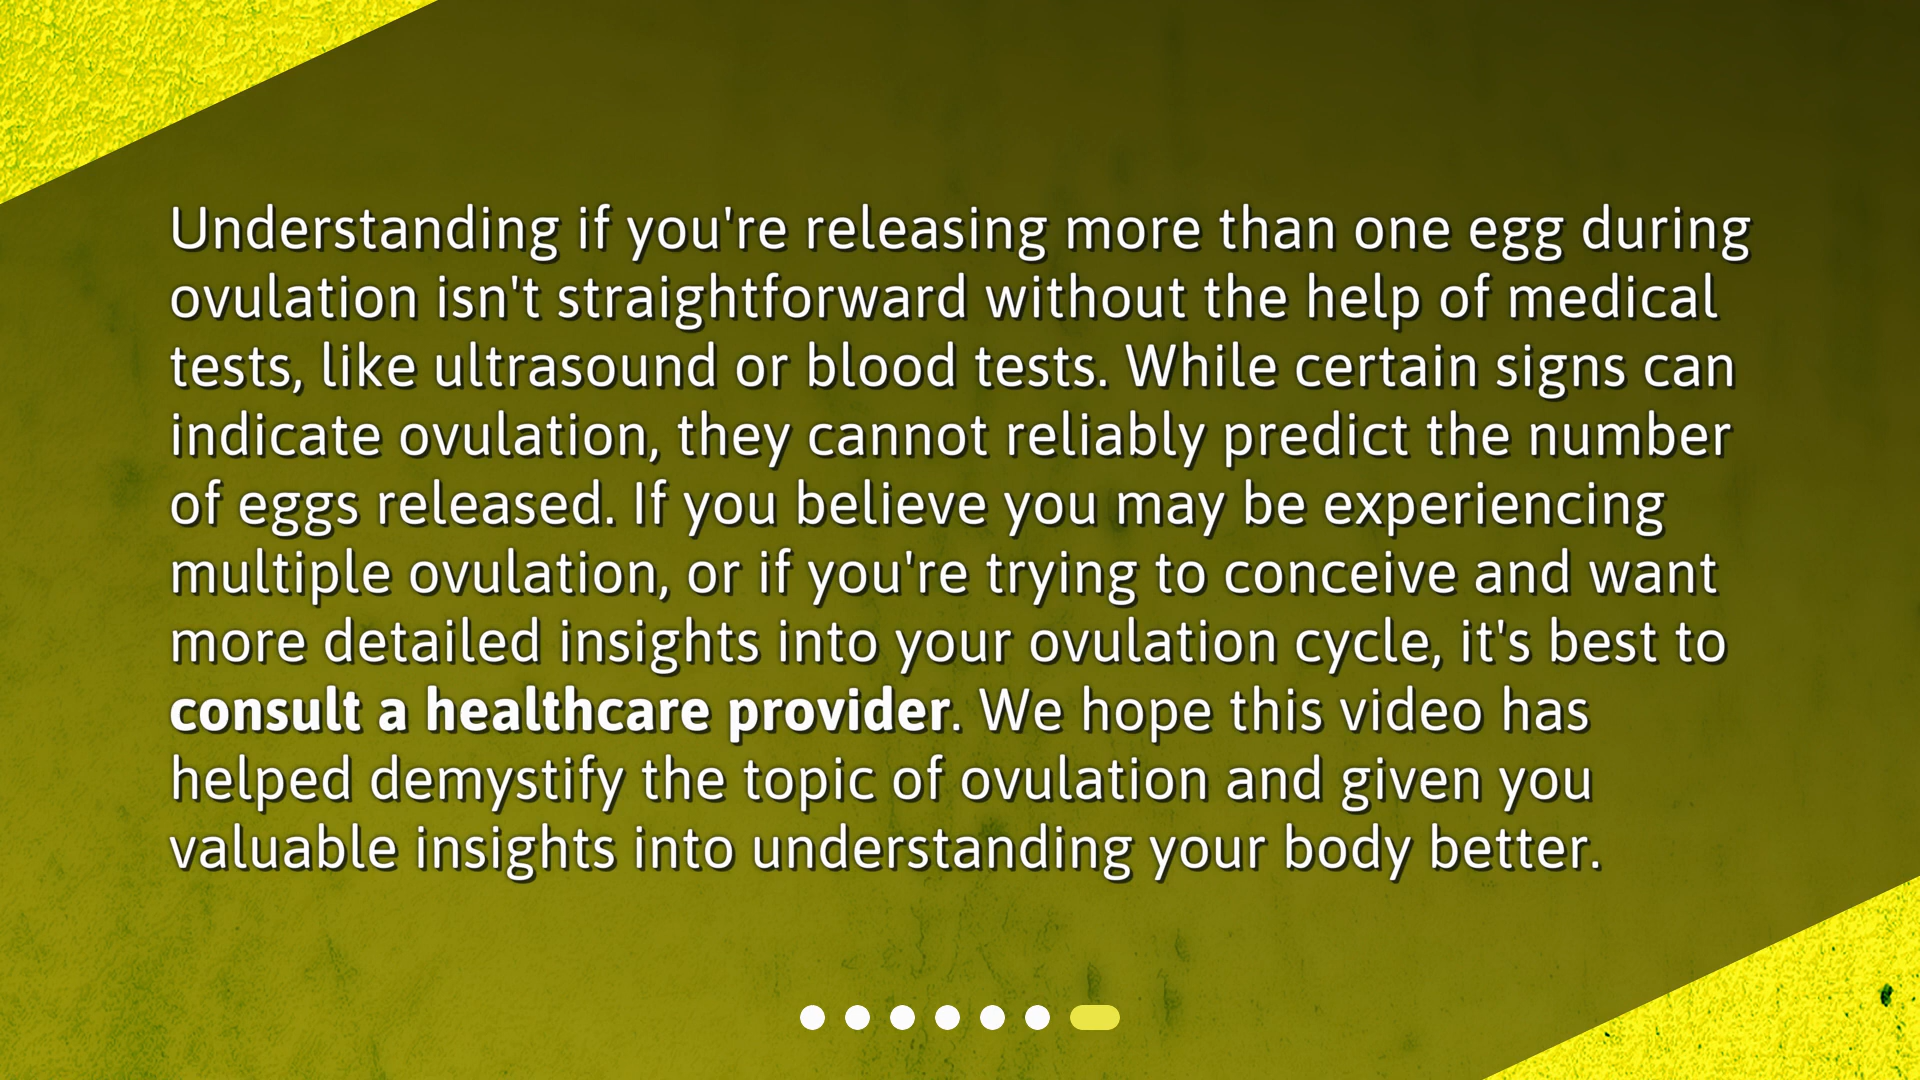 Understanding if you're releasing more than one egg during
ovulation isn't straightforward without the help of medical
tests, like ultrasound or blood tests. While certain signs can
indicate ovulation, they cannot reliably predict the number
of eggs released. If you believe you may be experiencing
multiple ovulation, or if you're trying to conceive and want
more detailed insights into your ovulation cycle, it's best to
consult a healthcare provider. We hope this video has
helped demystify the topic of ovulation and given you
valuable insights into understanding your body better.